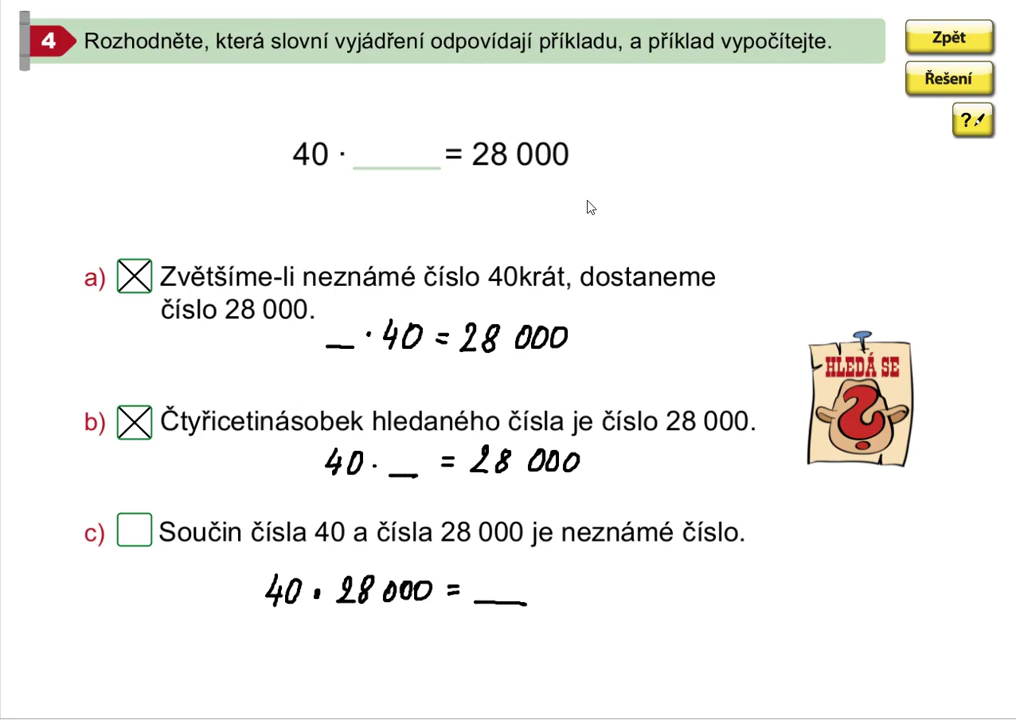 4 Rozhodněte, která slovní vyjádření odpovídají příkladu, a příklad vypočítejte.
Zpět
Řešení
?
40 · _____ = 28 000
a) Zvětšíme-li neznámé číslo 40krát, dostaneme
číslo 28 000.
_ · 40 = 28 000
HLEDÁ SE
?
b) Čtyřicetinásobek hledaného čísla je číslo 28 000.
40 · _ = 28 000
c) Součin čísla 40 a čísla 28 000 je neznámé číslo.
40 · 28 000 = __